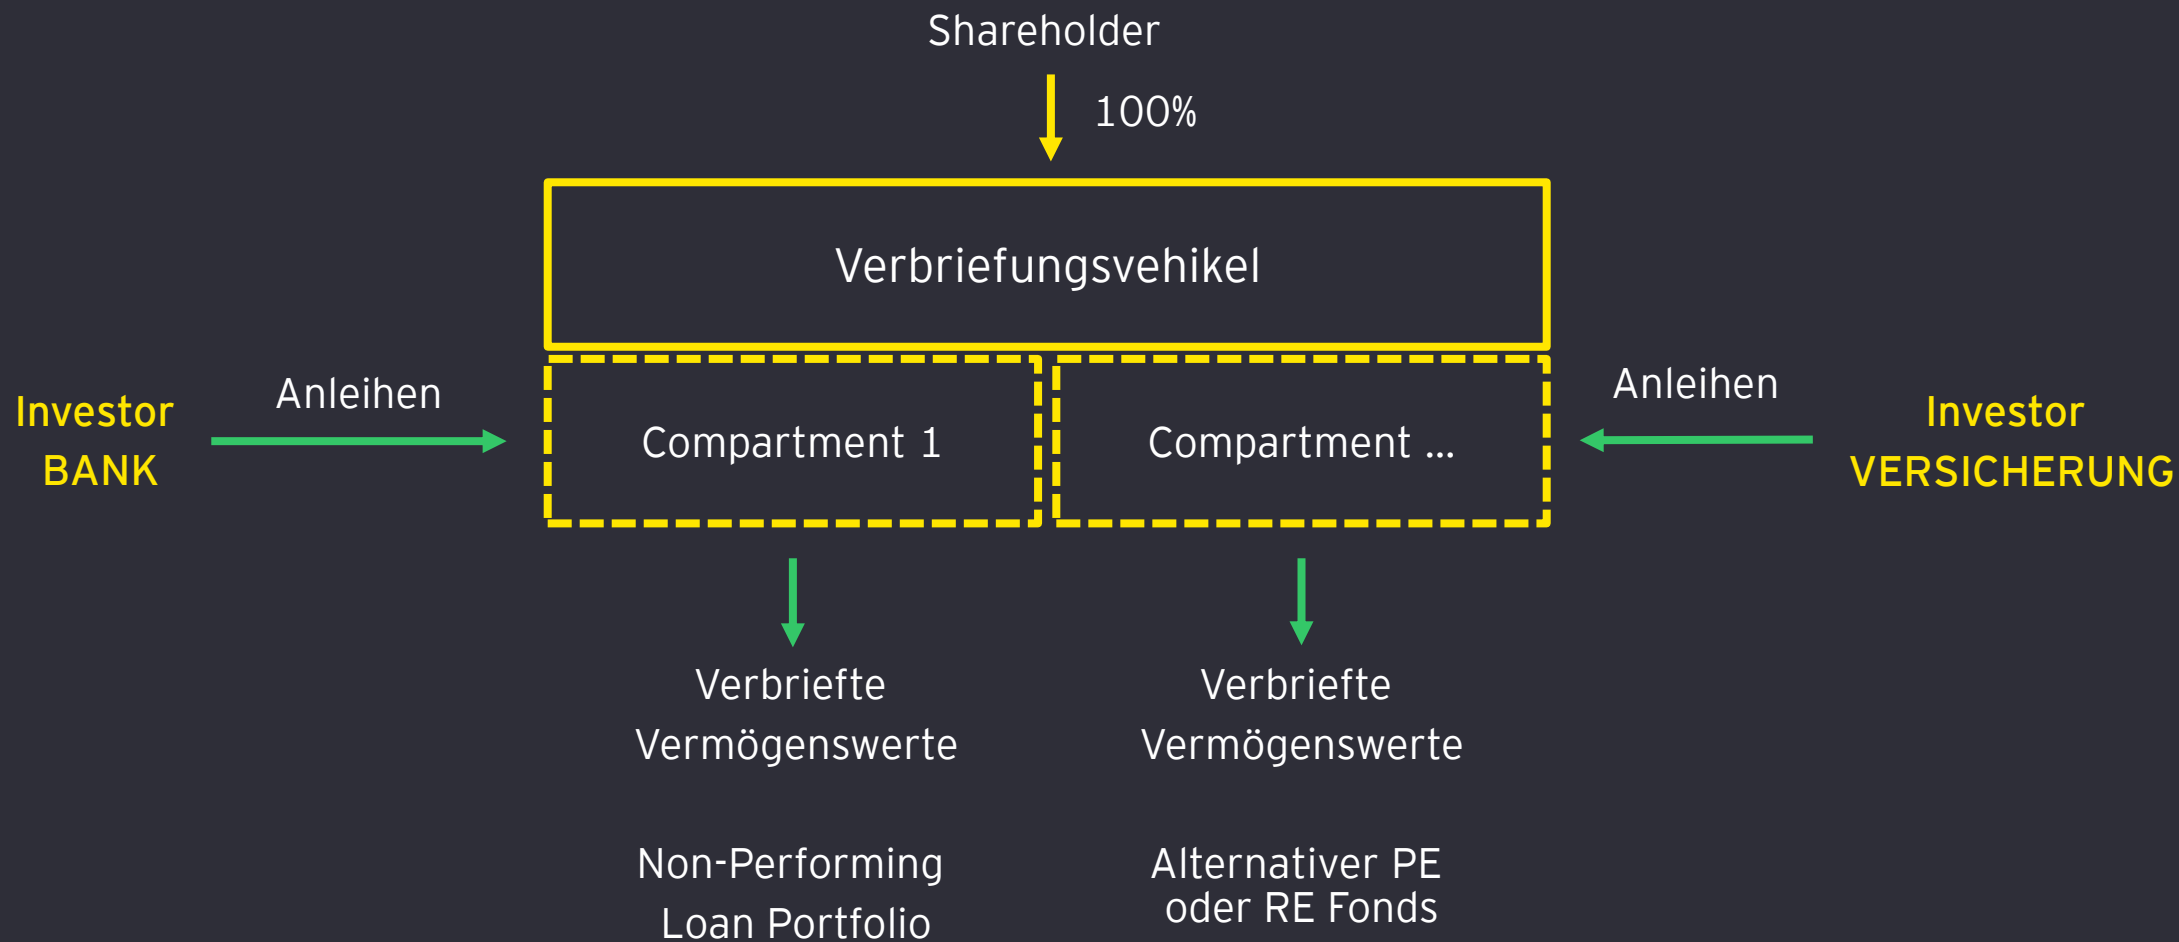 Shareholder
100%
Verbriefungsvehikel
Investor
BANK
Anleihen
Compartment 1
Compartment ...
Anleihen
Investor
VERSICHERUNG
Verbriefte
Vermögenswerte
Non-Performing
Loan Portfolio
Verbriefte
Vermögenswerte
Alternativer PE
oder RE Fonds